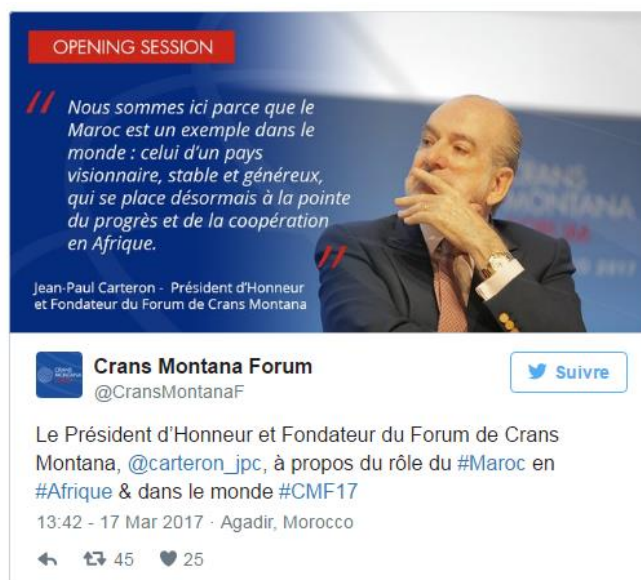 OPENING SESSION
Nous sommes ici parce que le
Maroc est un exemple dans le
monde : celui d'un pays
visionnaire, stable et généreux,
qui se place désormais à la pointe
du progrès et de la coopération
en Afrique.
Jean-Paul Carteron - Président d'Honneur
et Fondateur du Forum de Crans Montana
CRANS
MONTANA
FORUM
2017
Crans Montana Forum
@CransMontanaF
Suivre
Le Président d'Honneur et Fondateur du Forum de Crans
Montana, @carteron_jpc, à propos du rôle du #Maroc en
#Afrique & dans le monde #CMF17
13:42 - 17 Mar 2017 · Agadir, Morocco
45 25